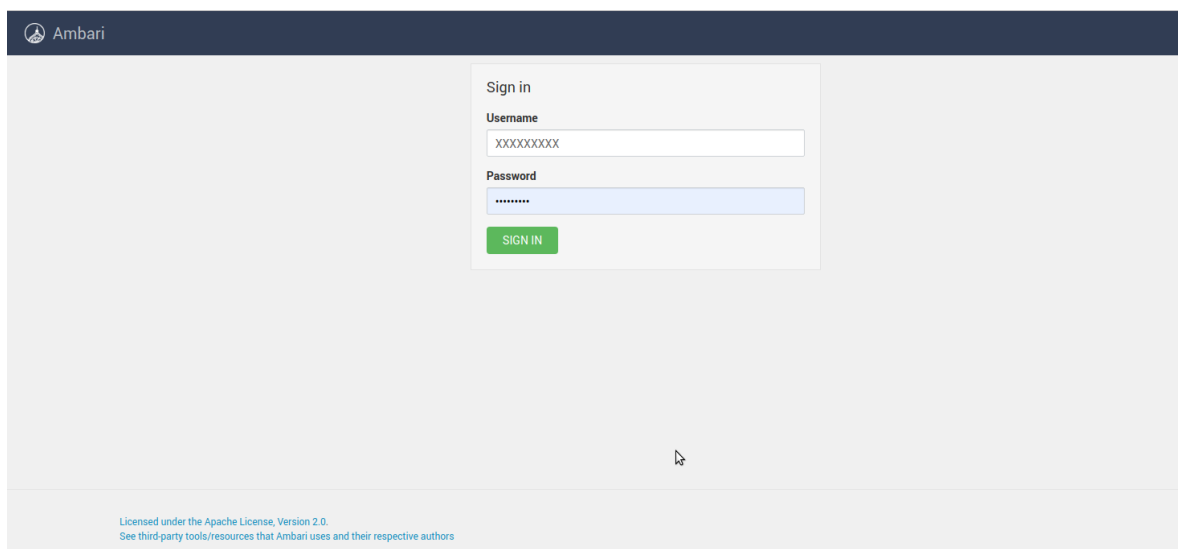 Ambari
Sign in
Username
XXXXXXXXX
Password
•••••••••
SIGN IN
Licensed under the Apache License, Version 2.0.
See third-party tools/resources that Ambari uses and their respective authors